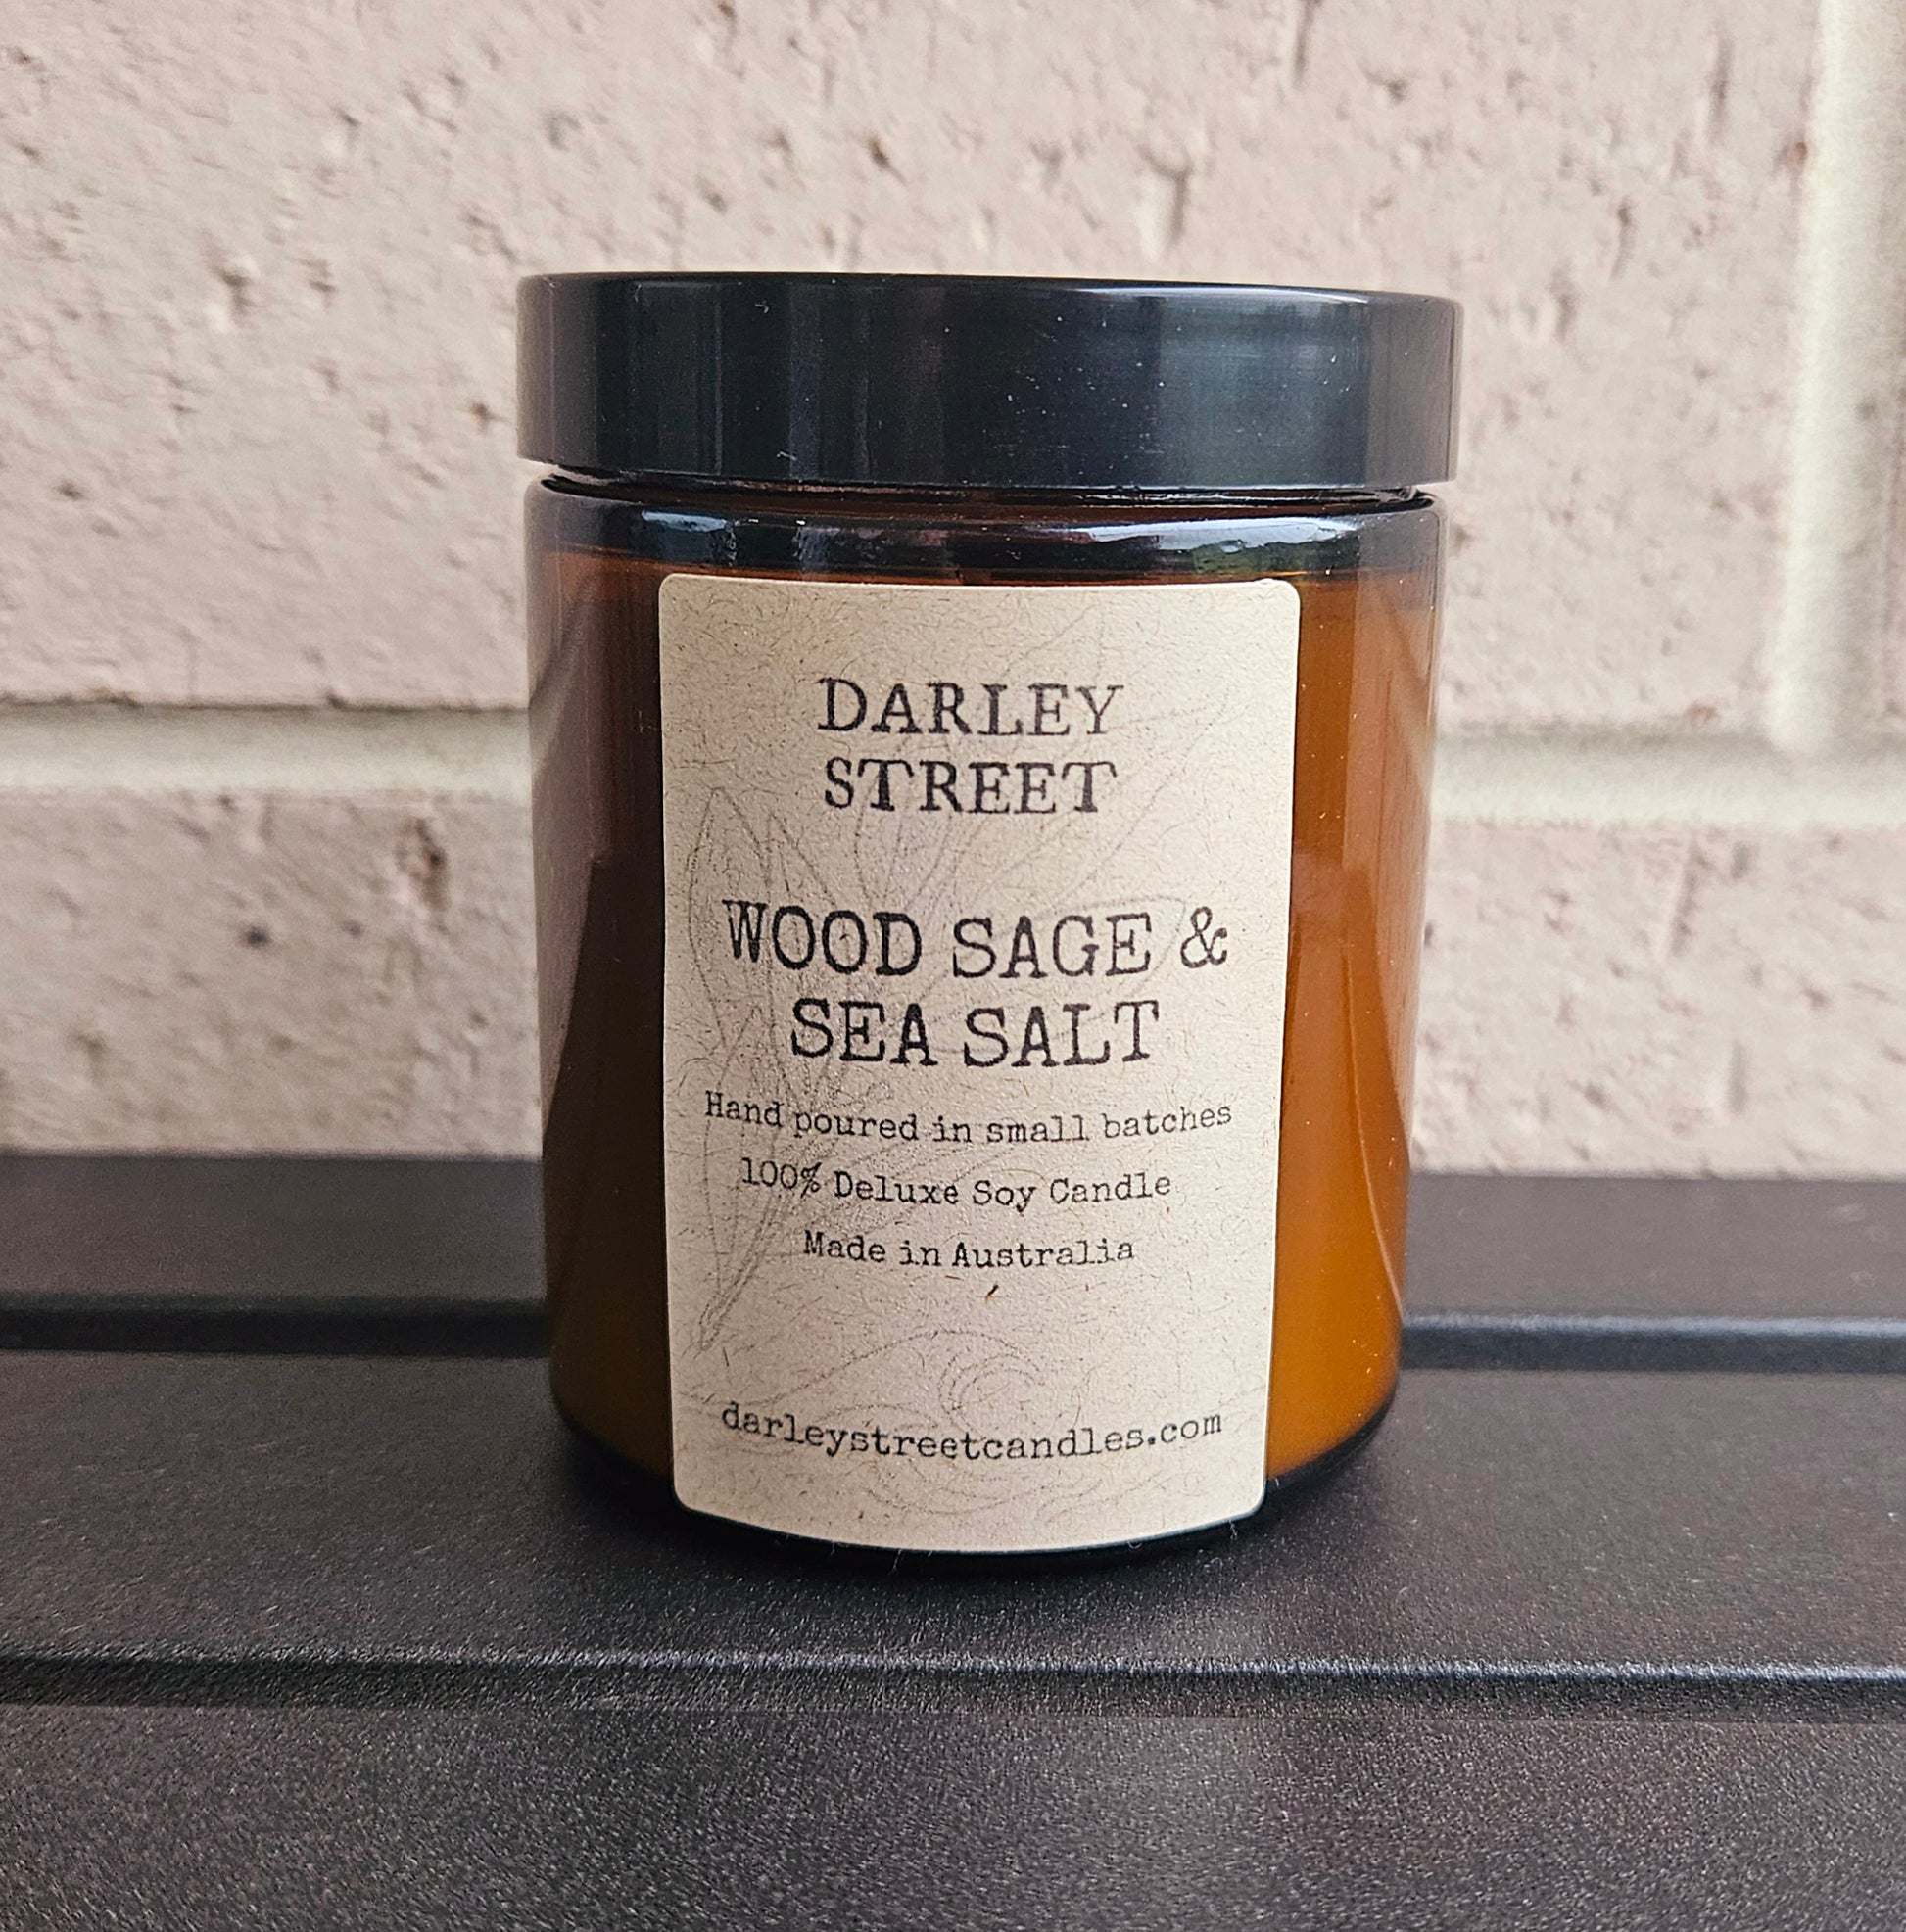 DARLEY
STREET
WOOD SAGE &
SEA SALT
Hand poured in small batches
100% Deluxe Soy Candle
Made in Australia
darleystreetcandles.com